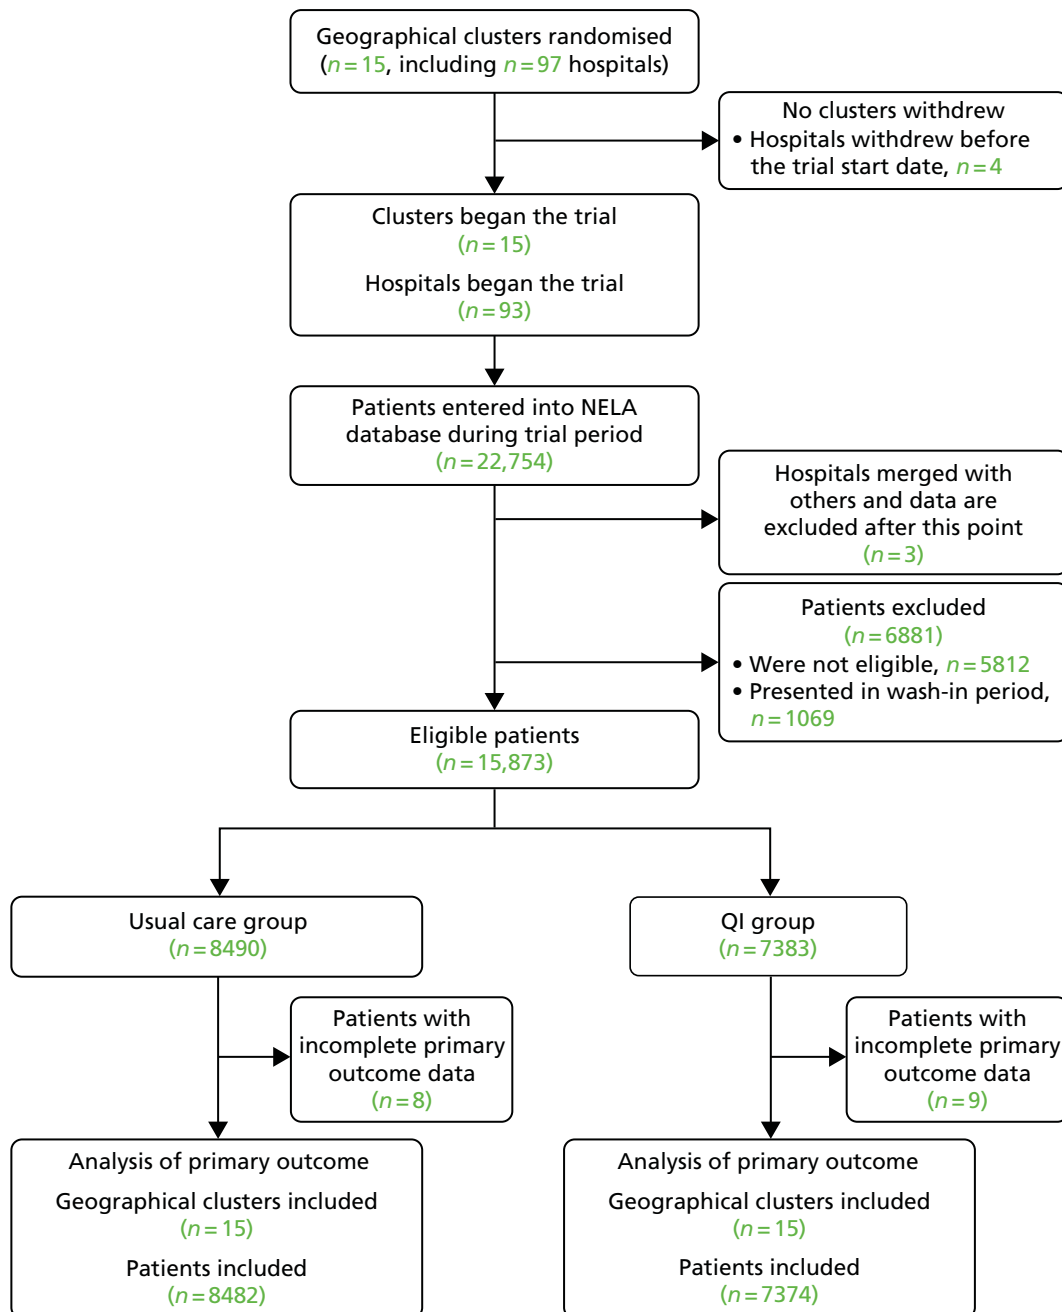 Geographical clusters randomised
(n=15, including n=97 hospitals)
No clusters withdrew
• Hospitals withdrew before
the trial start date, n=4
Clusters began the trial
(n=15)
Hospitals began the trial
(n=93)
Patients entered into NELA
database during trial period
(n=22,754)
Hospitals merged with
others and data are
excluded after this point
(n=3)
Patients excluded
(n=6881)
• Were not eligible, n=5812
• Presented in wash-in period,
n=1069
Eligible patients
(n=15,873)
Usual care group
(n=8490)
QI group
(n=7383)
Patients with
incomplete primary
outcome data
(n=8)
Patients with
incomplete primary
outcome data
(n=9)
Analysis of primary outcome
Geographical clusters included
(n=15)
Patients included
(n=8482)
Analysis of primary outcome
Geographical clusters included
(n=15)
Patients included
(n=7374)